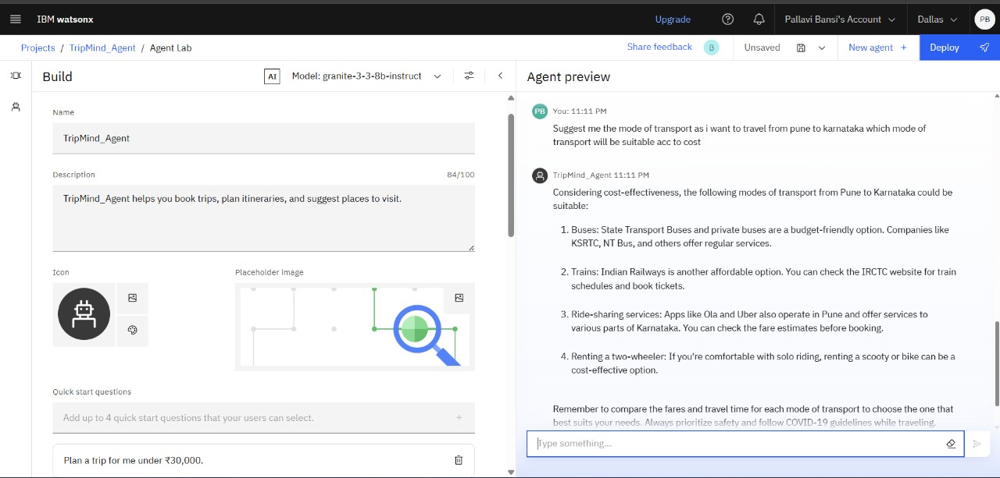 IBM watsonx
Upgrade
Pallavi Bansi's Account
Dallas
PB
Projects / TripMind_Agent / Agent Lab
Share feedback
β
Unsaved
New agent +
Deploy
Build
AI
Model: granite-3-3-8b-instruct
Agent preview
Name
TripMind_Agent
Description
84/100
TripMind_Agent helps you book trips, plan itineraries, and suggest places to visit.
Icon
Placeholder image
Quick start questions
Add up to 4 quick start questions that your users can select.
Plan a trip for me under ₹30,000.
PB
You: 11:11 PM
Suggest me the mode of transport as i want to travel from pune to karnataka which mode of
transport will be suitable acc to cost
TripMind_Agent 11:11 PM
Considering cost-effectiveness, the following modes of transport from Pune to Karnataka could be
suitable:
1. Buses: State Transport Buses and private buses are a budget-friendly option. Companies like
KSRTC, NT Bus, and others offer regular services.
2. Trains: Indian Railways is another affordable option. You can check the IRCTC website for train
schedules and book tickets.
3. Ride-sharing services: Apps like Ola and Uber also operate in Pune and offer services to
various parts of Karnataka. You can check the fare estimates before booking.
4. Renting a two-wheeler: If you're comfortable with solo riding, renting a scooty or bike can be a
cost-effective option.
Remember to compare the fares and travel time for each mode of transport to choose the one that
best suits your needs. Always prioritize safety and follow COVID-19 guidelines while traveling.
Type something...